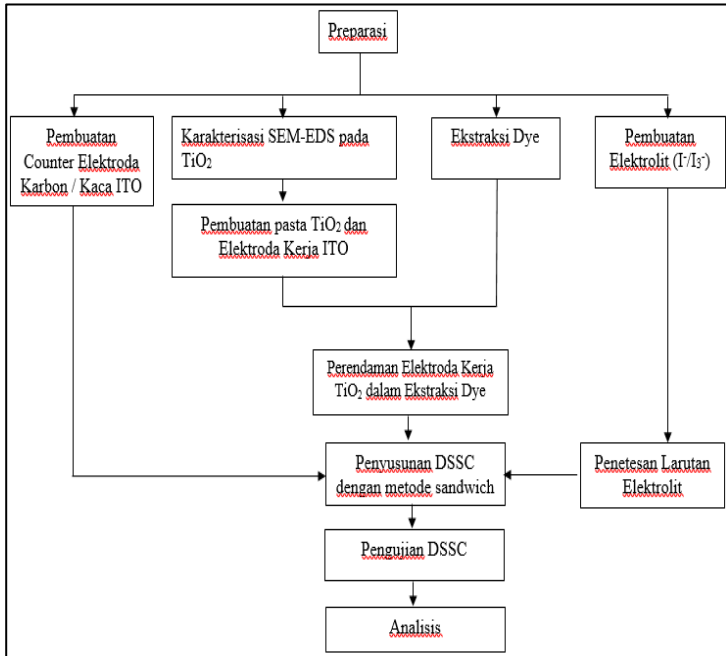 Preparasi
Pembuatan
Counter Elektroda
Karbon / Kaca ITO
Karakterisasi SEM-EDS pada
TiO₂
Ekstraksi Dye
Pembuatan
Elektrolit (I⁻/I₃⁻)
Pembuatan pasta TiO₂ dan
Elektroda Kerja ITO
Perendaman Elektroda Kerja
TiO₂ dalam Ekstraksi Dye
Penyusunan DSSC
dengan metode sandwich
Penetesan Larutan
Elektrolit
Pengujian DSSC
Analisis